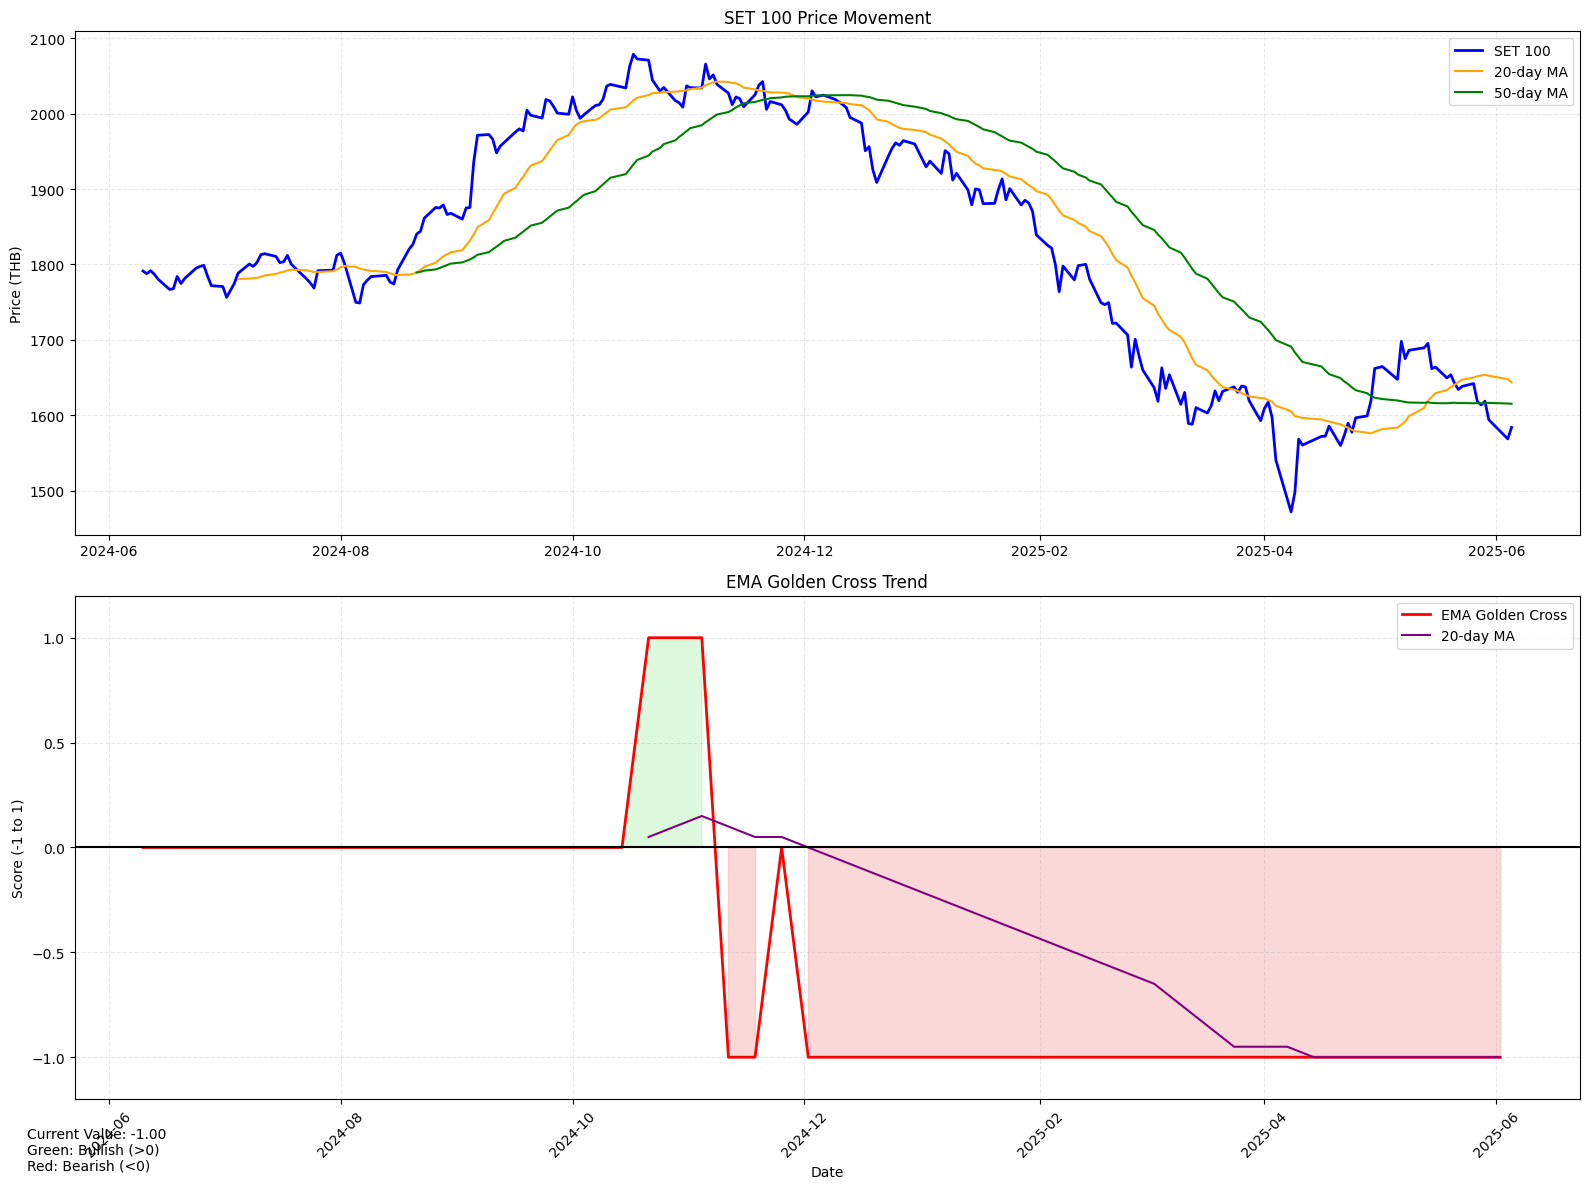 SET 100 Price Movement
2100
2000
1900
1800
1700
1600
1500
Price (THB)
SET 100
20-day MA
50-day MA
2024-06
2024-08
2024-10
2024-12
2025-02
2025-04
2025-06
EMA Golden Cross Trend
1.0
0.5
0.0
−0.5
−1.0
Score (-1 to 1)
EMA Golden Cross
20-day MA
2024-06
2024-08
2024-10
2024-12
2025-02
2025-04
2025-06
Date
Current Value: -1.00
Green: Bullish (>0)
Red: Bearish (<0)